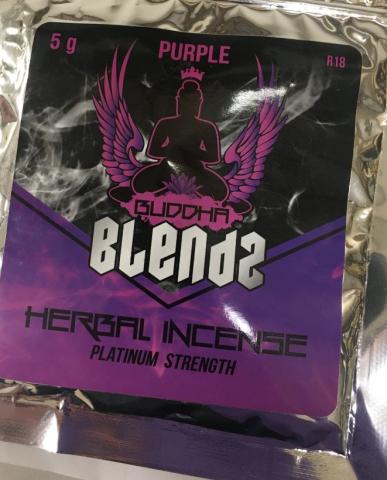 5 g
PURPLE
R18
BUDDHA
BLENDZ
HERBAL INCENSE
PLATINUM STRENGTH